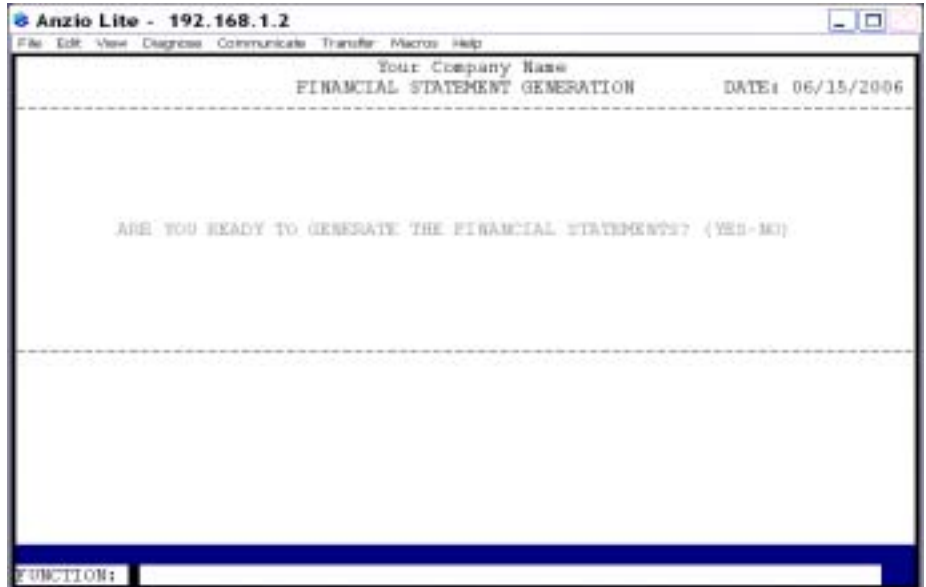 Anzio Lite - 192.168.1.2
File Edit View Diagnose Communicate Transfer Macros Help
Your Company Name
FINANCIAL STATEMENT GENERATION DATE: 06/15/2006
ARE YOU READY TO GENERATE THE FINANCIAL STATEMENTS? (YES-NO)
FUNCTION: